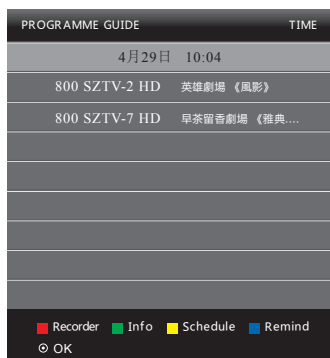 PROGRAMME GUIDE TIME
4月29日 10:04
800 SZTV-2 HD 英雄劇場 《風影》
800 SZTV-7 HD 早茶留香劇場 《雅典....
Recorder Info Schedule Remind
OK